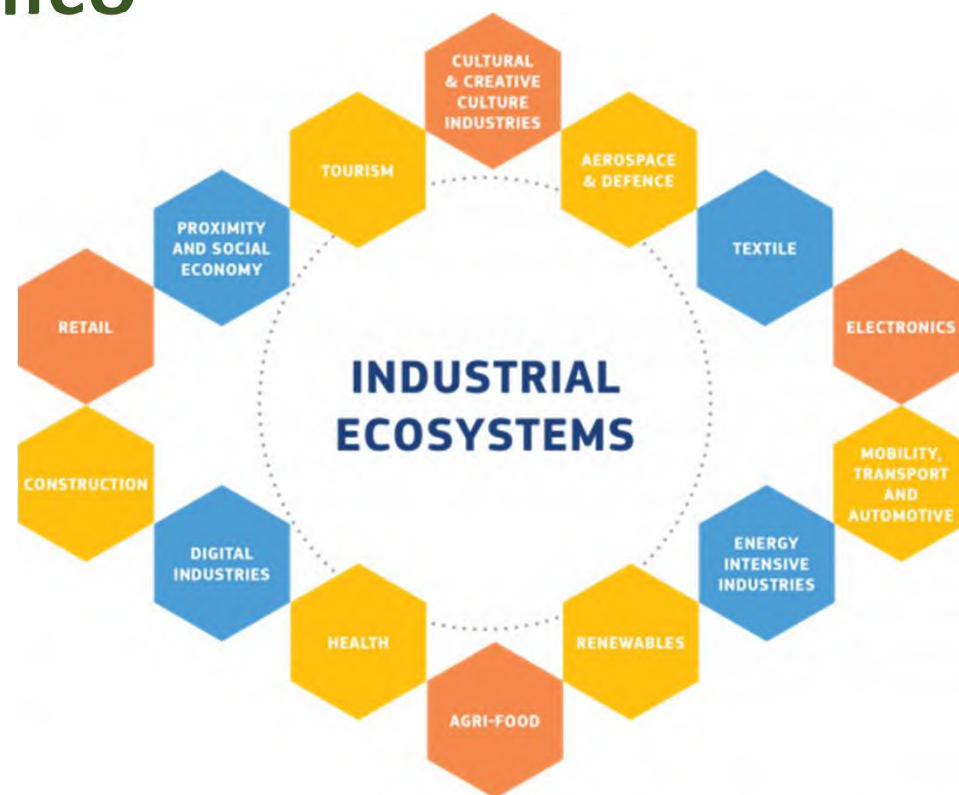 CULTURAL
& CREATIVE
CULTURE
INDUSTRIES
AEROSPACE
& DEFENCE
TEXTILE
ELECTRONICS
MOBILITY,
TRANSPORT
AND
AUTOMOTIVE
ENERGY
INTENSIVE
INDUSTRIES
RENEWABLES
AGRI-FOOD
HEALTH
DIGITAL
INDUSTRIES
CONSTRUCTION
RETAIL
PROXIMITY
AND SOCIAL
ECONOMY
TOURISM
INDUSTRIAL
ECOSYSTEMS